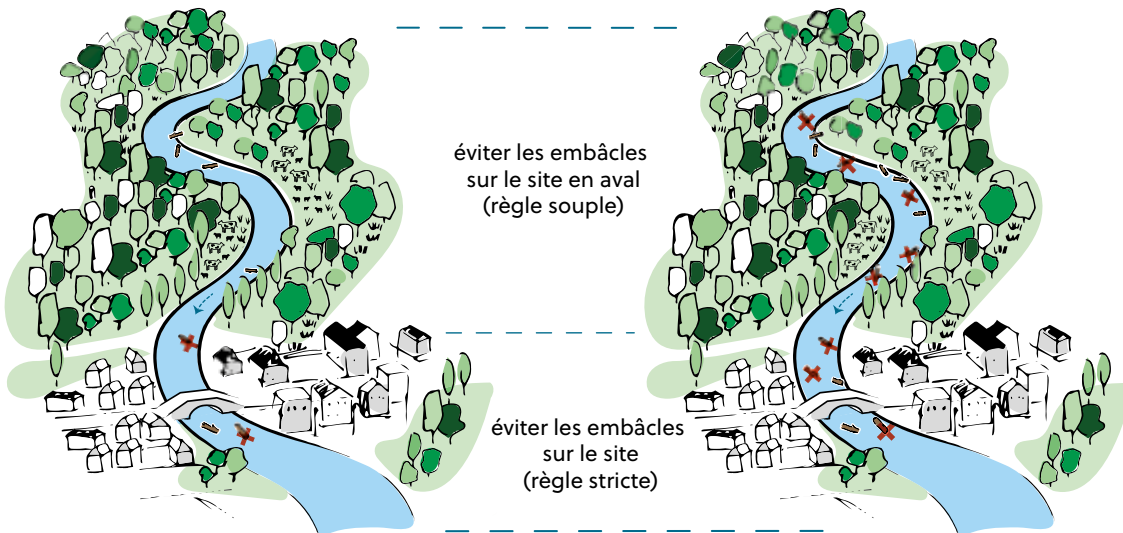 éviter les embâcles
sur le site en aval
(règle souple)
éviter les embâcles
sur le site
(règle stricte)